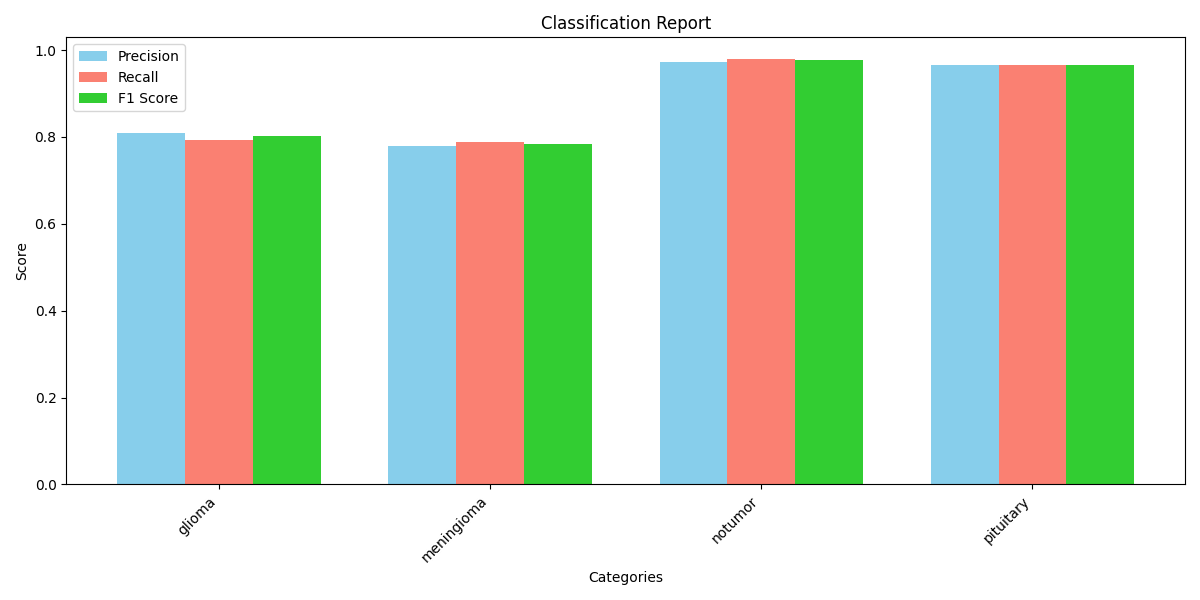 Classification Report
Precision
Recall
F1 Score
1.0
0.8
0.6
0.4
0.2
0.0
Score
glioma
meningioma
notumor
pituitary
Categories